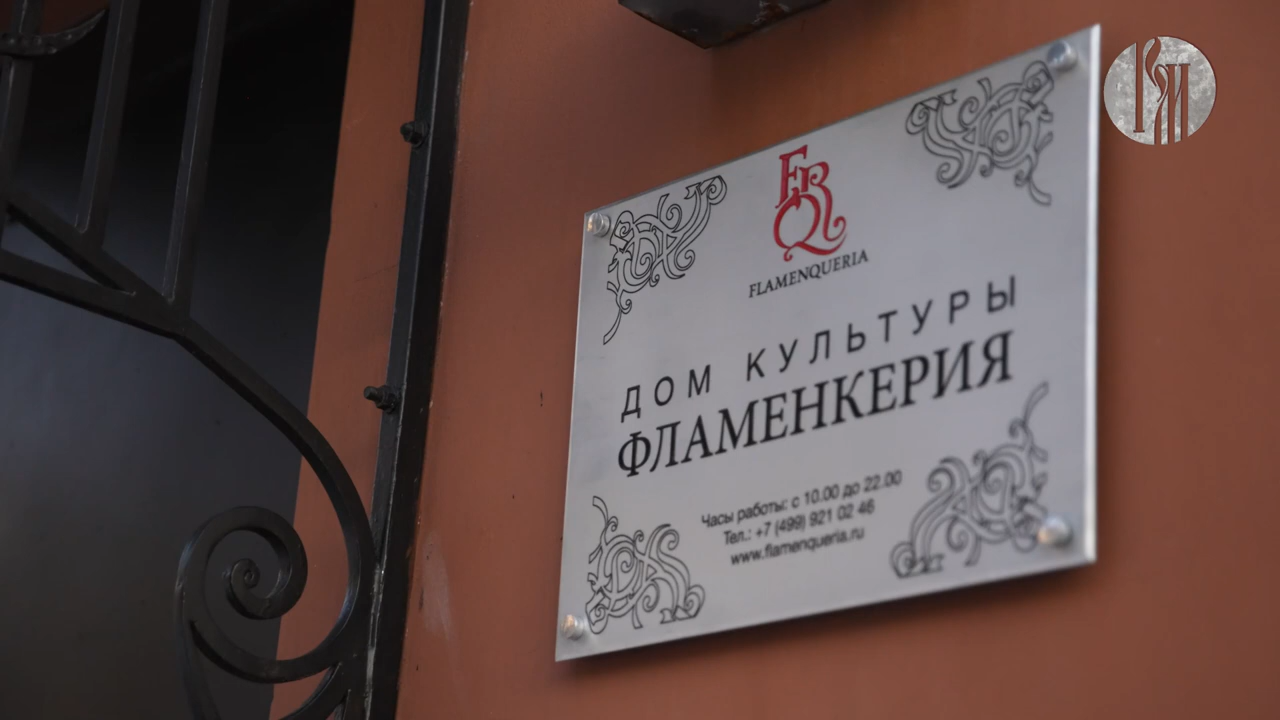 FRQ
FLAMENQUERIA
ДОМ КУЛЬТУРЫ
ФЛАМЕНКЕРИЯ
Часы работы: с 10.00 до 22.00
Тел.: +7 (499) 921 02 46
www.flamenqueria.ru